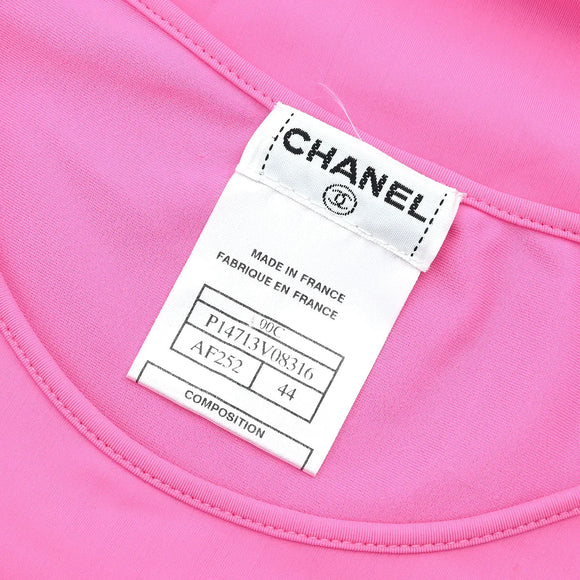 CHANEL
MADE IN FRANCE
FABRIQUE EN FRANCE
00C
P14713V08316
AF252 44
COMPOSITION